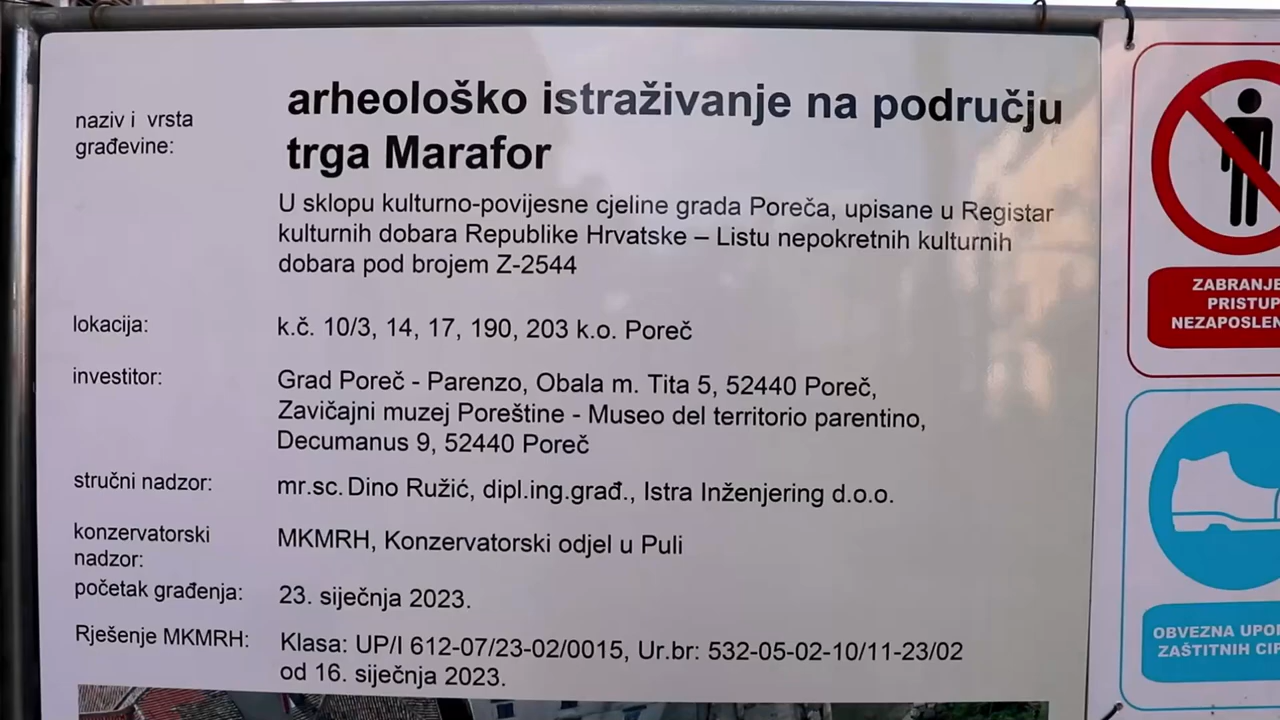 naziv i vrsta
građevine:
arheološko istraživanje na području
trga Marafor
U sklopu kulturno-povijesne cjeline grada Poreča, upisane u Registar
kulturnih dobara Republike Hrvatske – Listu nepokretnih kulturnih
dobara pod brojem Z-2544
lokacija:
k.č. 10/3, 14, 17, 190, 203 k.o. Poreč
investitor:
Grad Poreč - Parenzo, Obala m. Tita 5, 52440 Poreč,
Zavičajni muzej Poreštine - Museo del territorio parentino,
Decumanus 9, 52440 Poreč
stručni nadzor:
mr.sc. Dino Ružić, dipl.ing.građ., Istra Inženjering d.o.o.
konzervatorski
nadzor:
MKMRH, Konzervatorski odjel u Puli
početak građenja:
23. siječnja 2023.
Rješenje MKMRH:
Klasa: UP/I 612-07/23-02/0015, Ur.br: 532-05-02-10/11-23/02
od 16. siječnja 2023.
ZABRANJE
PRISTUP
NEZAPOSLEN
OBVEZNA UPO
ZAŠTITNIH CIP